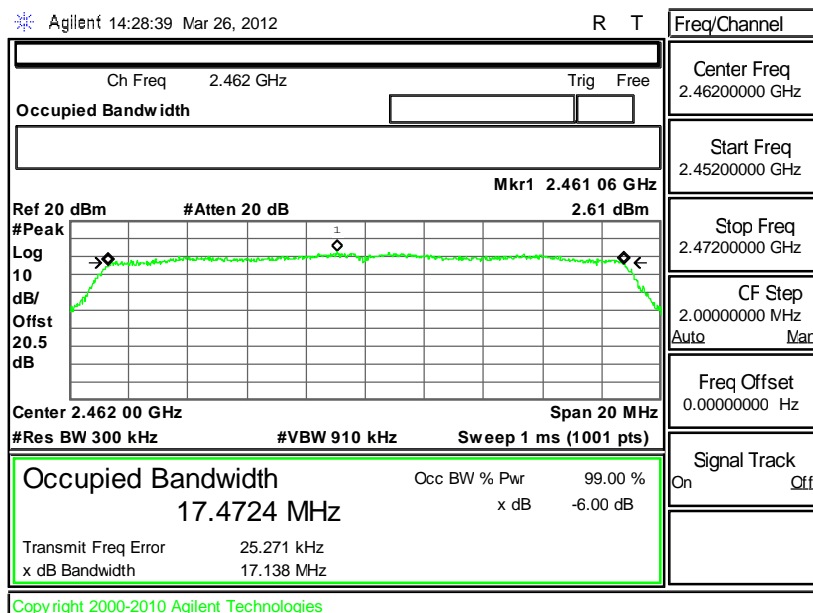 Agilent 14:28:39 Mar 26, 2012 R T
Freq/Channel
Ch Freq 2.462 GHz Trig Free
Occupied Bandwidth
Center Freq
2.46200000 GHz
Start Freq
2.45200000 GHz
Mkr1 2.461 06 GHz
Ref 20 dBm #Atten 20 dB 2.61 dBm
#Peak
Log
10
dB/
Offst
20.5
dB
1
Stop Freq
2.47200000 GHz
CF Step
2.00000000 MHz
Auto Man
Freq Offset
0.00000000 Hz
Center 2.462 00 GHz Span 20 MHz
#Res BW 300 kHz #VBW 910 kHz Sweep 1 ms (1001 pts)
Signal Track
On Off
Occupied Bandwidth Occ BW % Pwr 99.00 %
17.4724 MHz x dB -6.00 dB
Transmit Freq Error 25.271 kHz
x dB Bandwidth 17.138 MHz
Copyright 2000-2010 Agilent Technologies